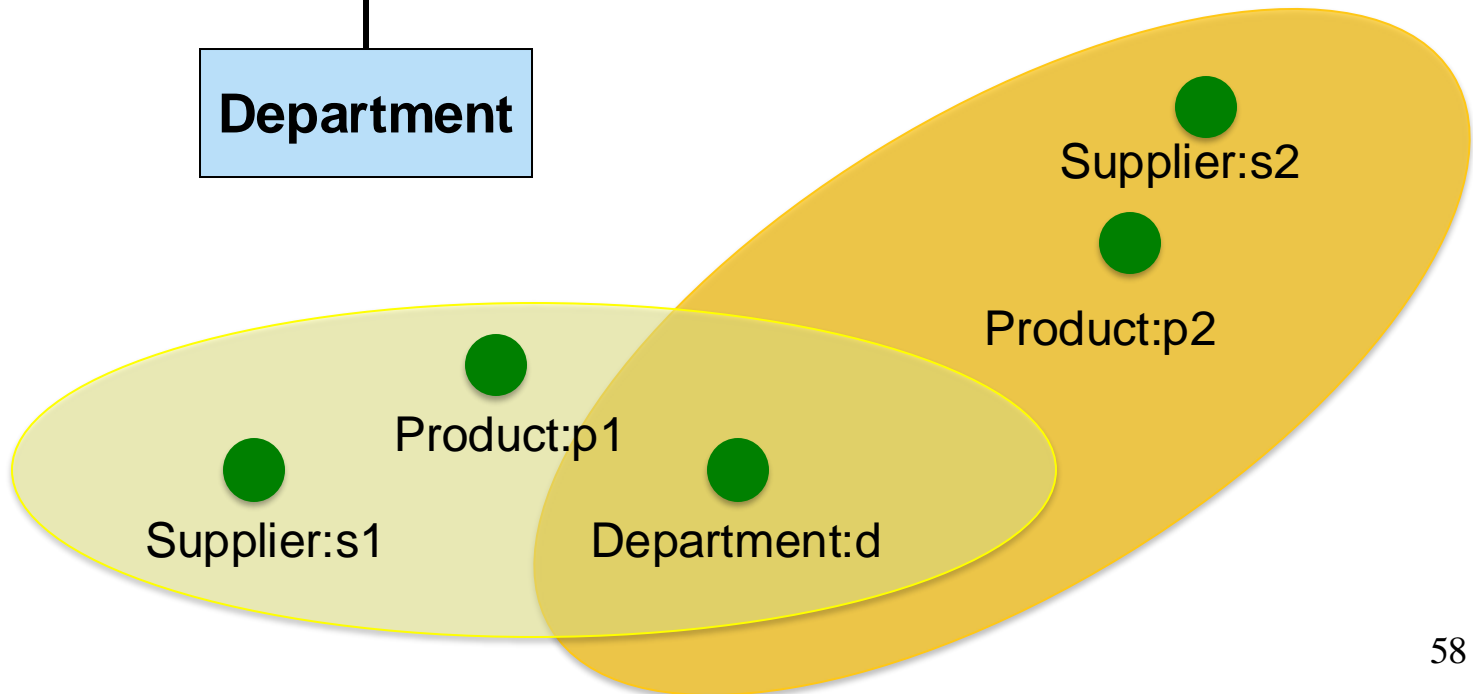 Department
Supplier:s2
Product:p2
Product:p1
Supplier:s1
Department:d
58